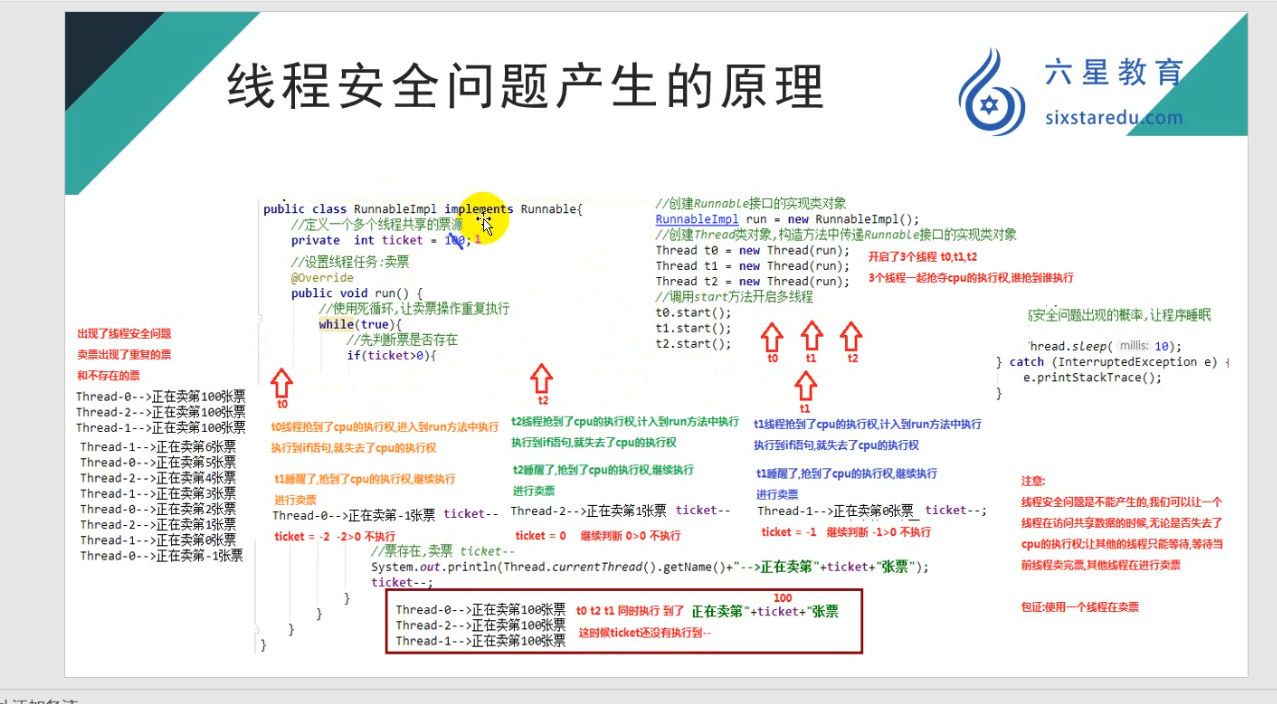 线程安全问题产生的原理
六星教育
sixstaredu.com
public class RunnableImpl implements Runnable{
//定义一个多个线程共享的票源
private int ticket = 100; 1
//设置线程任务:卖票
@Override
public void run() {
//使用死循环,让卖票操作重复执行
while(true){
//先判断票是否存在
if(ticket>0){
//创建Runnable接口的实现类对象
RunnableImpl run = new RunnableImpl();
//创建Thread类对象,构造方法中传递Runnable接口的实现类对象
Thread t0 = new Thread(run);
Thread t1 = new Thread(run);
Thread t2 = new Thread(run);
//调用start方法开启多线程
t0.start();
t1.start();
t2.start();
开启了3个线程 t0,t1,t2
3个线程一起抢夺cpu的执行权,谁抢到谁执行
t0
t1
t2
安全问题出现的概率,让程序睡眠
hread.sleep( millis: 10);
} catch (InterruptedException e) {
e.printStackTrace();
}
出现了线程安全问题
卖票出现了重复的票
和不存在的票
Thread-0-->正在卖第100张票
Thread-2-->正在卖第100张票
Thread-1-->正在卖第100张票
Thread-1-->正在卖第6张票
Thread-0-->正在卖第5张票
Thread-2-->正在卖第4张票
Thread-1-->正在卖第3张票
Thread-0-->正在卖第2张票
Thread-2-->正在卖第1张票
Thread-1-->正在卖第0张票
Thread-0-->正在卖第-1张票
t0
t0线程抢到了cpu的执行权,进入到run方法中执行
执行到if语句,就失去了cpu的执行权
t1睡醒了,抢到了cpu的执行权,继续执行
进行卖票
Thread-0-->正在卖第-1张票 ticket--
ticket = -2 -2>0 不执行
t2
t2线程抢到了cpu的执行权,计入到run方法中执行
执行到if语句,就失去了cpu的执行权
t2睡醒了,抢到了cpu的执行权,继续执行
进行卖票
Thread-2-->正在卖第1张票 ticket--
ticket = 0 继续判断 0>0 不执行
t1
t1线程抢到了cpu的执行权,计入到run方法中执行
执行到if语句,就失去了cpu的执行权
t1睡醒了,抢到了cpu的执行权,继续执行
进行卖票
Thread-1-->正在卖第0张票 ticket--;
ticket = -1 继续判断 -1>0 不执行
注意:
线程安全问题是不能产生的,我们可以让一个
线程在访问共享数据的时候,无论是否失去了
cpu的执行权;让其他的线程只能等待,等待当
前线程卖完票,其他线程在进行卖票
包证:使用一个线程在卖票
//票存在,卖票 ticket--
System.out.println(Thread.currentThread().getName()+"-->正在卖第"+ticket+"张票");
ticket--;
}
}
}
}
Thread-0-->正在卖第100张票
Thread-2-->正在卖第100张票
Thread-1-->正在卖第100张票
t0 t2 t1 同时执行 到了 正在卖第"+ticket+"张票
100
这时候ticket还没有执行到--